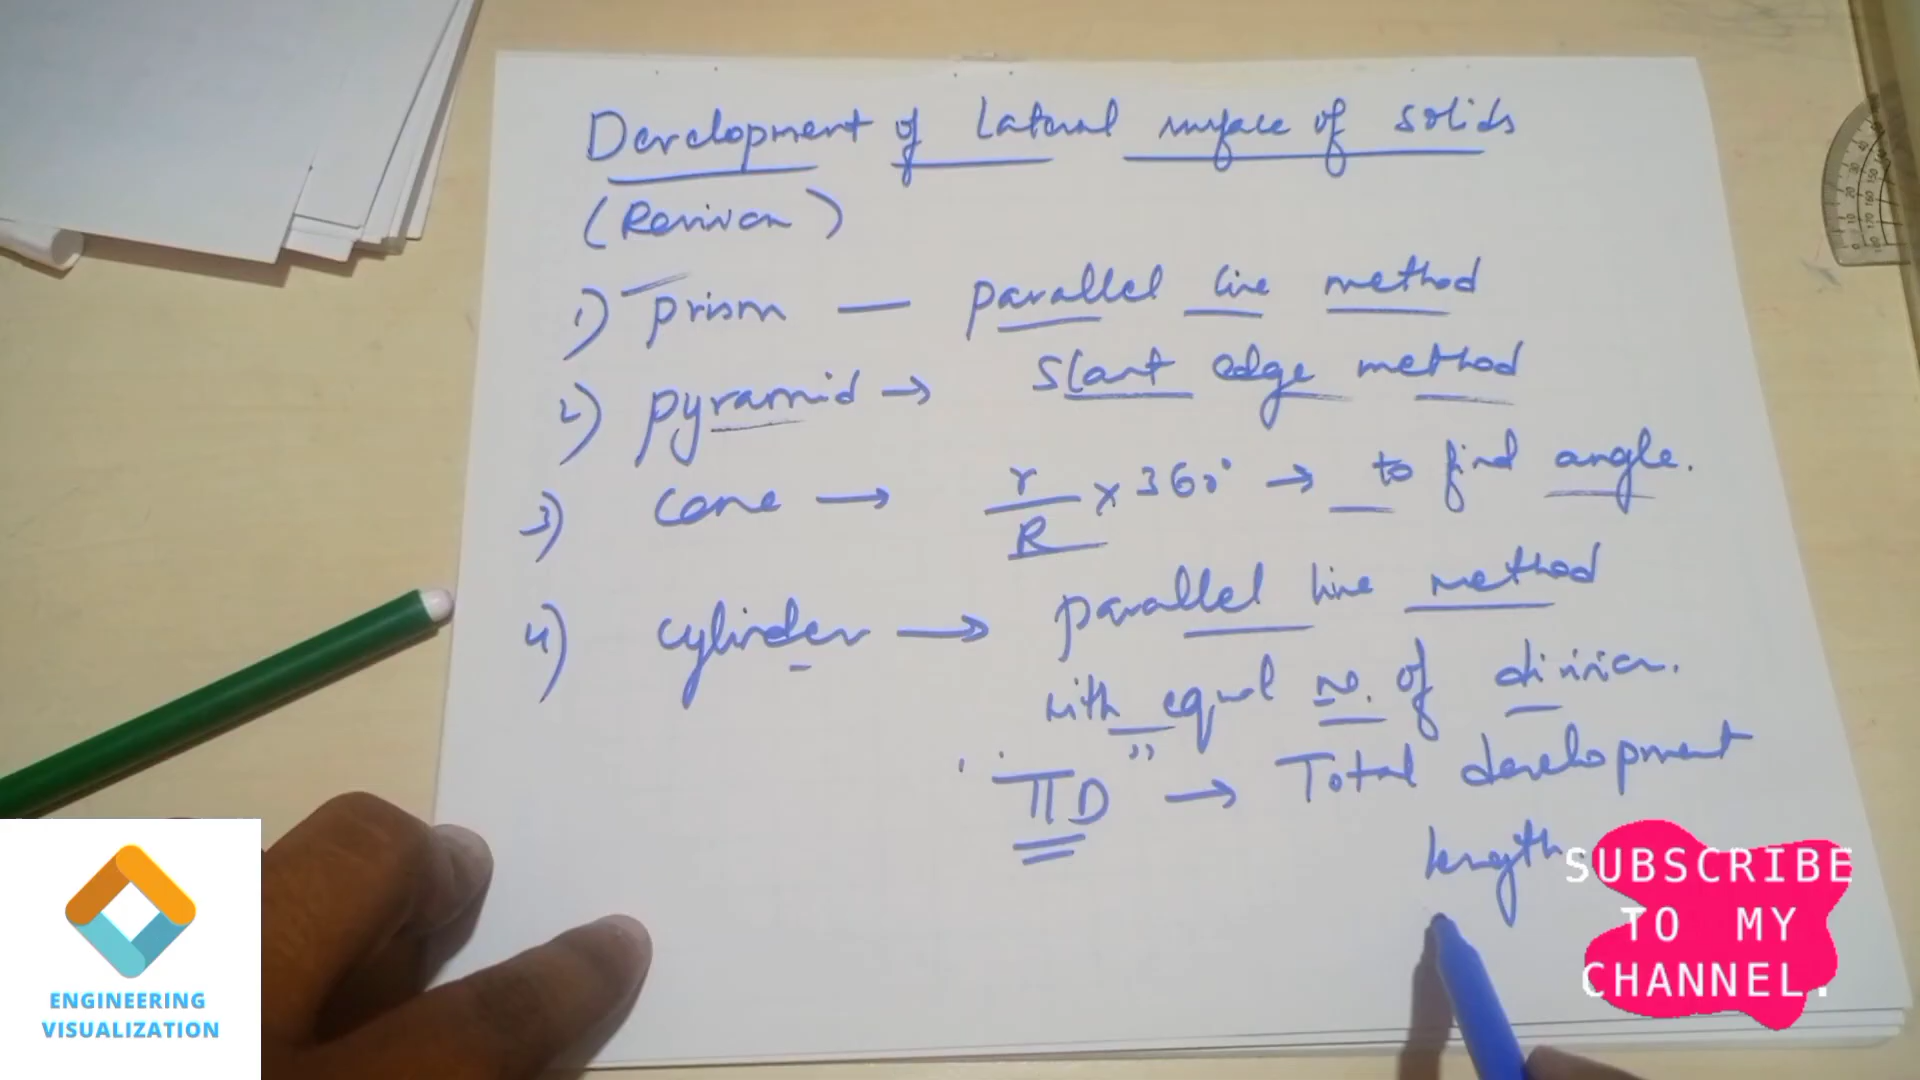 Development of Lateral surface of solids
(Revision)
1) prism — parallel line method
2) pyramid → slant edge method
3) cone → r/R × 360° → to find angle.
4) cylinder → parallel line method
with equal no. of division.
" ΠD " → Total development
length.
SUBSCRIBE
TO MY
CHANNEL.
ENGINEERING
VISUALIZATION